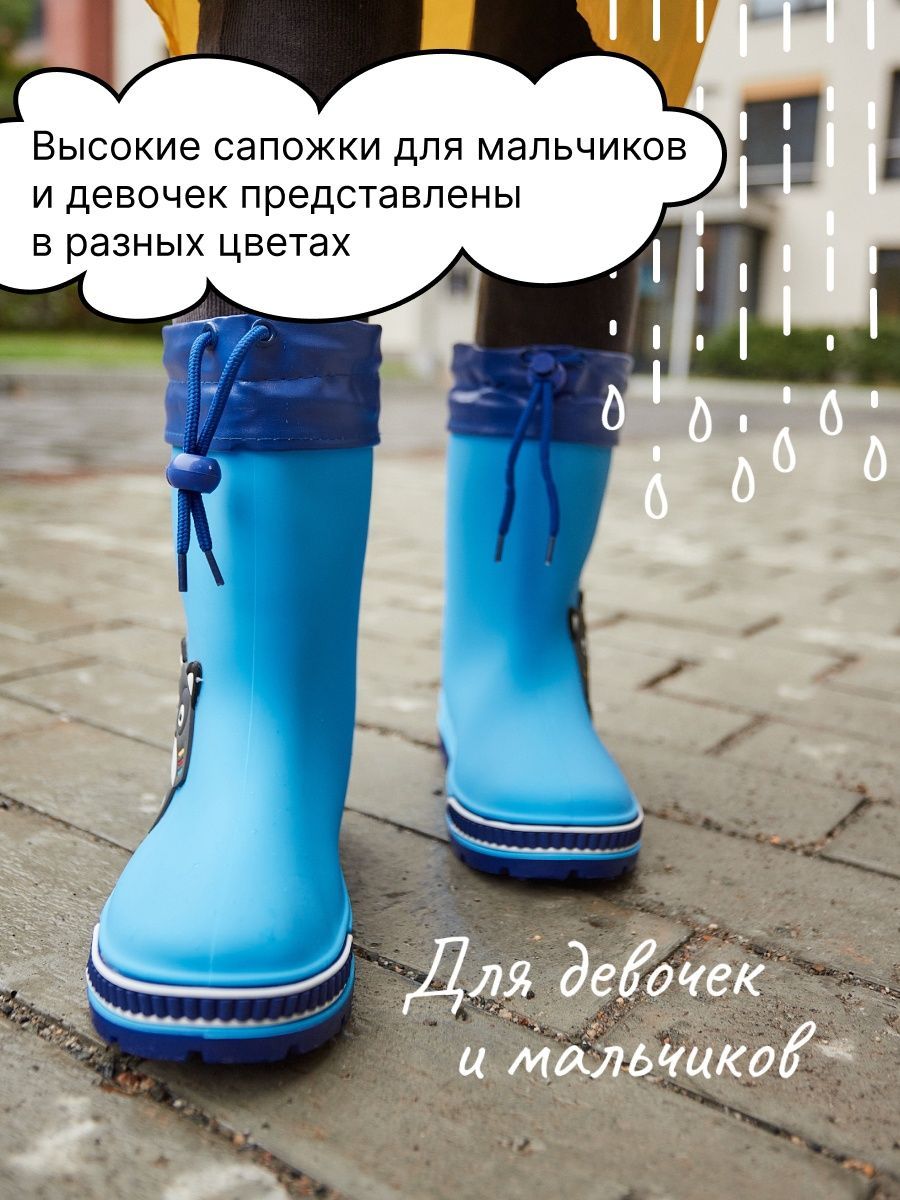 Высокие сапожки для мальчиков
и девочек представлены
в разных цветах
Для девочек
и мальчиков